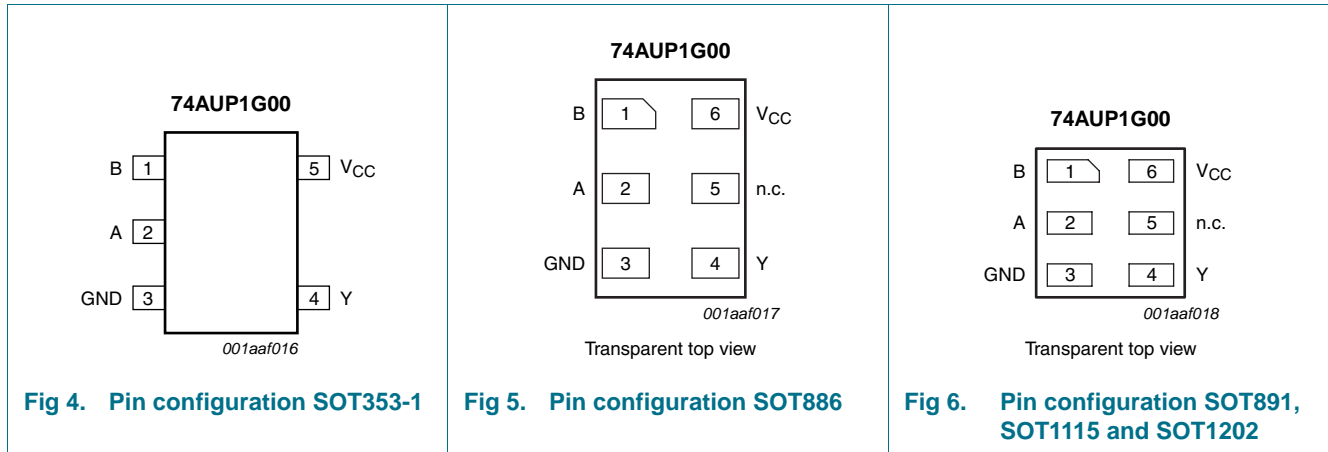 74AUP1G00
B 1 5 VCC
A 2
GND 3 4 Y
001aaf016
Fig 4. Pin configuration SOT353-1
74AUP1G00
B 1 6 VCC
A 2 5 n.c.
GND 3 4 Y
001aaf017
Transparent top view
Fig 5. Pin configuration SOT886
74AUP1G00
B 1 6 VCC
A 2 5 n.c.
GND 3 4 Y
001aaf018
Transparent top view
Fig 6. Pin configuration SOT891,
SOT1115 and SOT1202